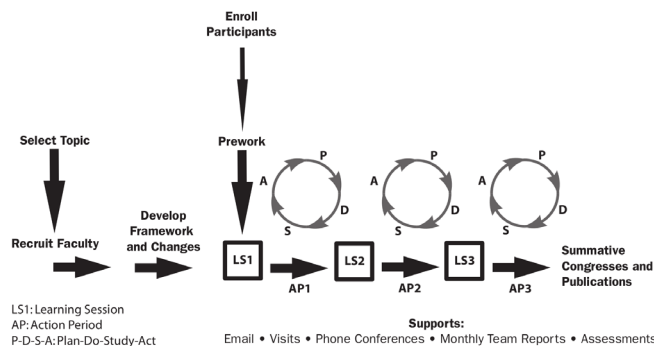 Enroll
Participants
Select Topic
Prework
P
P
P
A
A
A
D
D
D
S
S
S
Recruit Faculty
Develop
Framework
and Changes
LS1
LS2
LS3
AP1
AP2
AP3
Summative
Congresses and
Publications
LS1: Learning Session
AP: Action Period
P-D-S-A: Plan-Do-Study-Act
Supports:
Email • Visits • Phone Conferences • Monthly Team Reports • Assessments